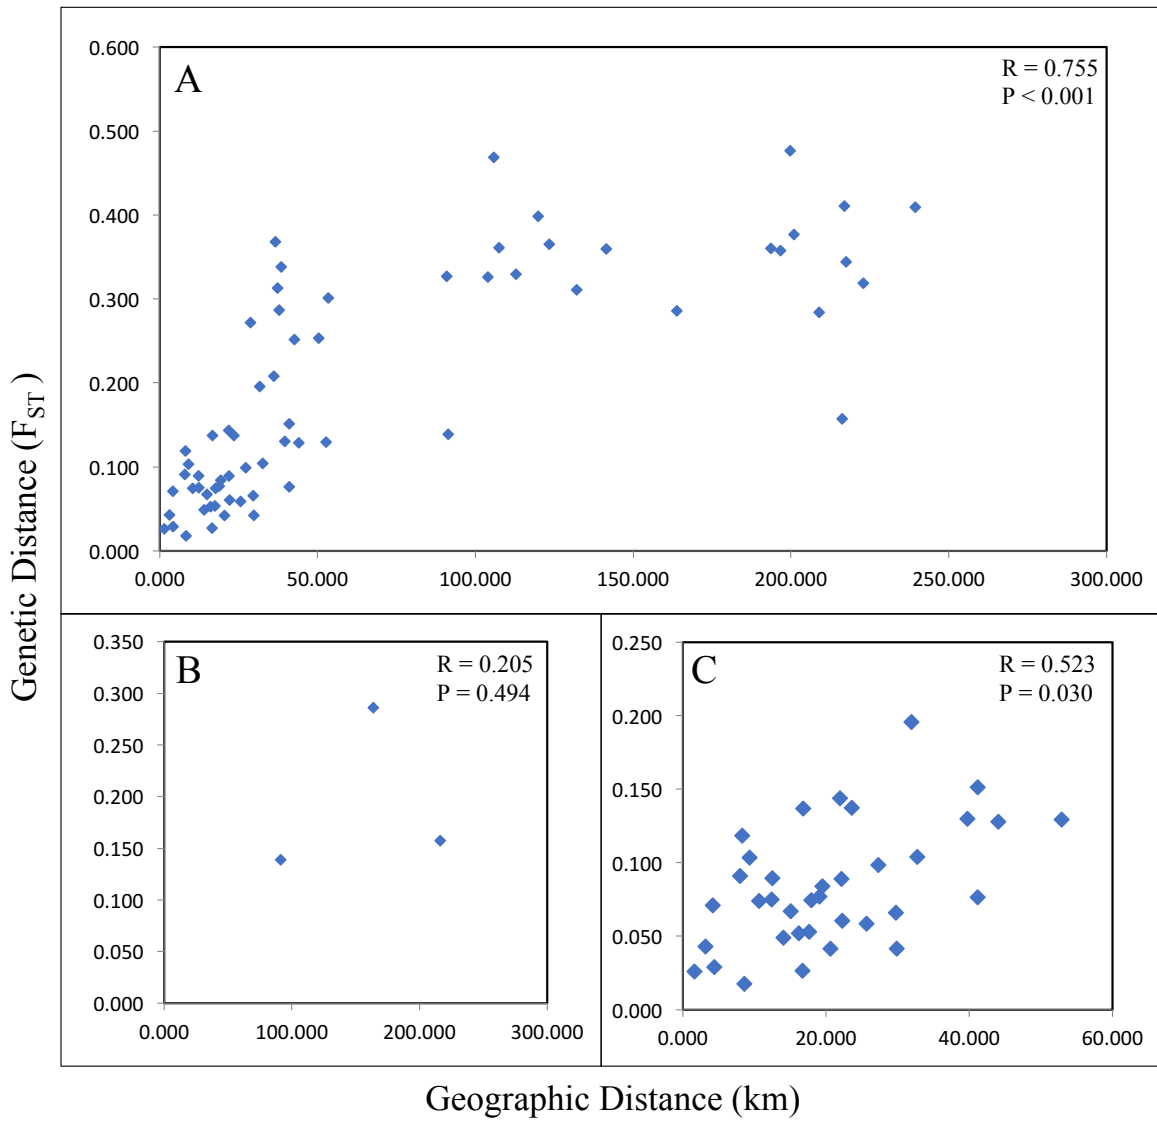 Genetic Distance (FST )
A
R = 0.755
P < 0.001
0.600
0.500
0.400
0.300
0.200
0.100
0.000
0.000 50.000 100.000 150.000 200.000 250.000 300.000
B
R = 0.205
P = 0.494
0.350
0.300
0.250
0.200
0.150
0.100
0.050
0.000
0.000 100.000 200.000 300.000
C
R = 0.523
P = 0.030
0.250
0.200
0.150
0.100
0.050
0.000
0.000 20.000 40.000 60.000
Geographic Distance (km)